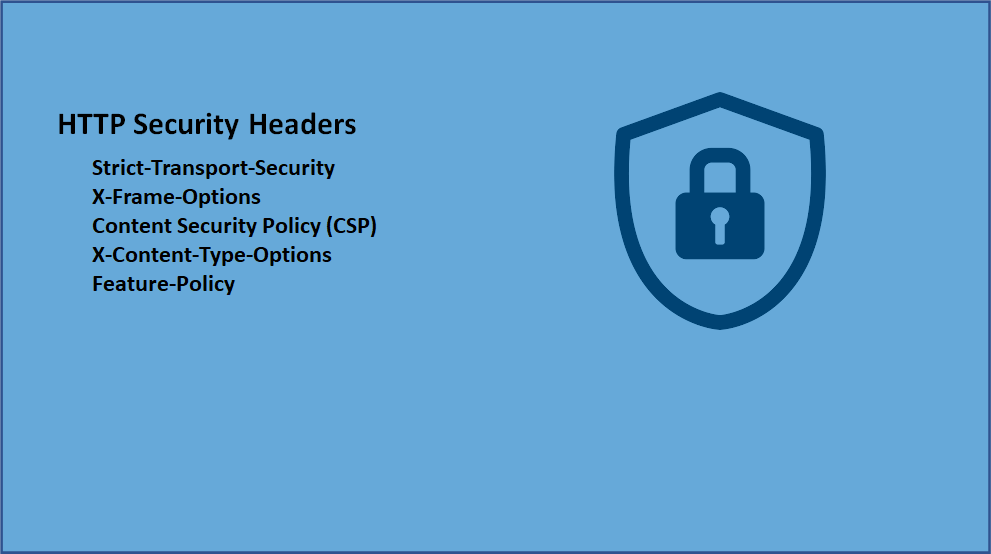 HTTP Security Headers
Strict-Transport-Security
X-Frame-Options
Content Security Policy (CSP)
X-Content-Type-Options
Feature-Policy